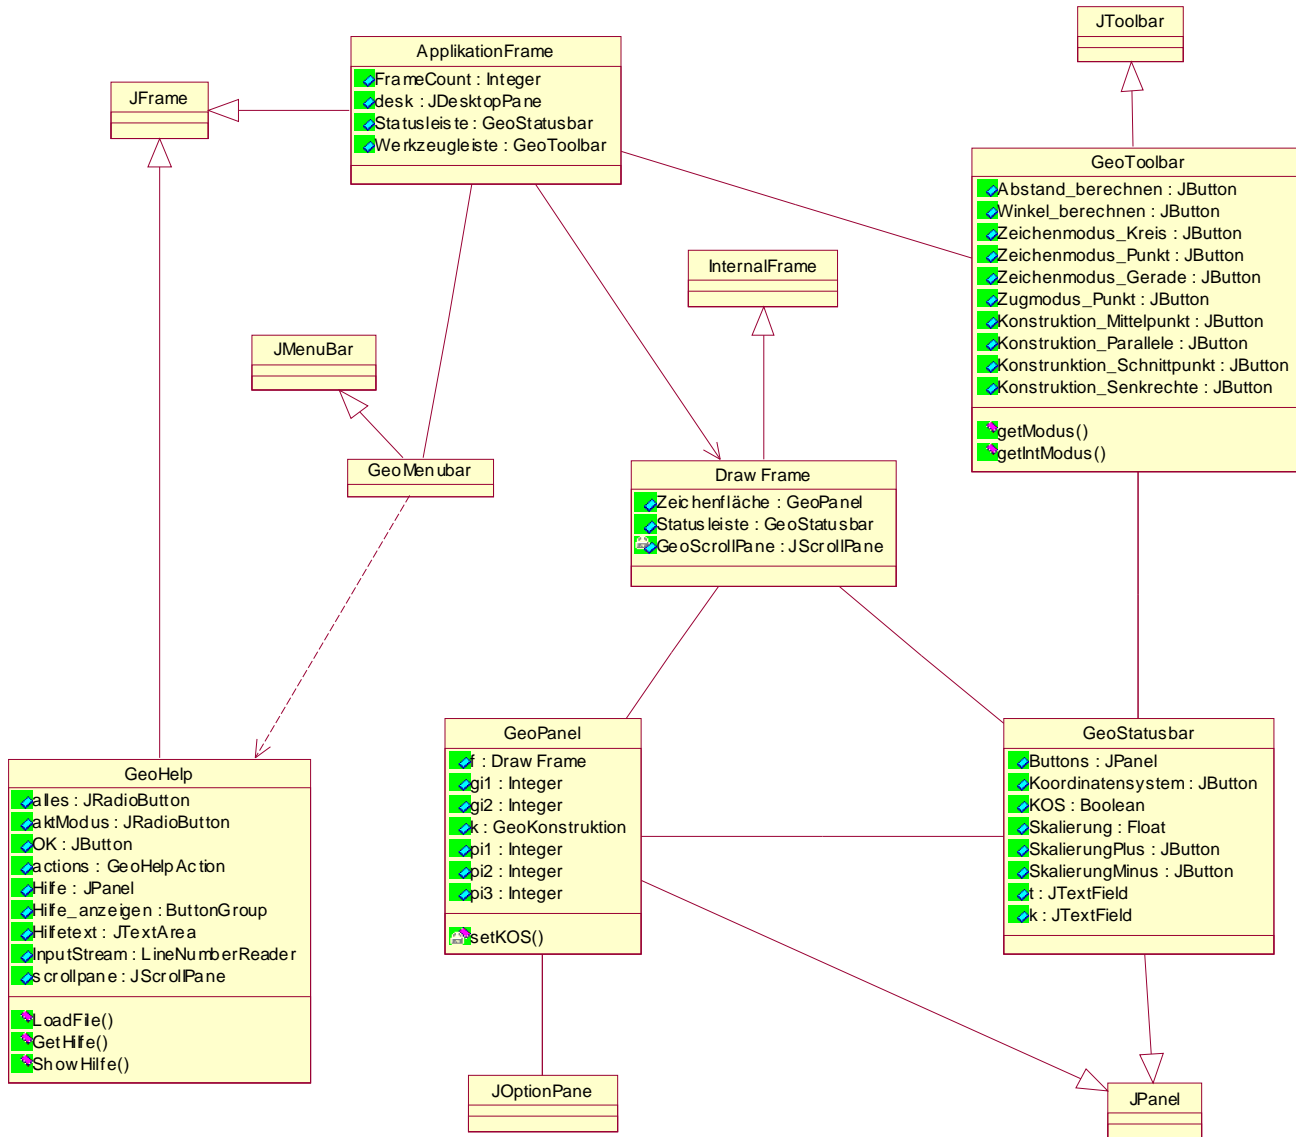 JToolbar
ApplikationFrame
FrameCount : Integer
desk : JDesktopPane
Statusleiste : GeoStatusbar
Werkzeugleiste : GeoToolbar
JFrame
GeoToolbar
Abstand_berechnen : JButton
Winkel_berechnen : JButton
Zeichenmodus_Kreis : JButton
Zeichenmodus_Punkt : JButton
Zeichenmodus_Gerade : JButton
Zugmodus_Punkt : JButton
Konstruktion_Mittelpunkt : JButton
Konstruktion_Parallele : JButton
Konstrunktion_Schnittpunkt : JButton
Konstruktion_Senkrechte : JButton
getModus()
getIntModus()
InternalFrame
JMenuBar
GeoMenubar
Draw Frame
Zeichenfläche : GeoPanel
Statusleiste : GeoStatusbar
GeoScrollPane : JScrollPane
GeoPanel
f : Draw Frame
gi1 : Integer
gi2 : Integer
k : GeoKonstruktion
pi1 : Integer
pi2 : Integer
pi3 : Integer
setKOS()
GeoStatusbar
Buttons : JPanel
Koordinatensystem : JButton
KOS : Boolean
Skalierung : Float
SkalierungPlus : JButton
SkalierungMinus : JButton
t : JTextField
k : JTextField
GeoHelp
alles : JRadioButton
aktModus : JRadioButton
OK : JButton
actions : GeoHelpAction
Hilfe : JPanel
Hilfe_anzeigen : ButtonGroup
Hilfetext : JTextArea
InputStream : LineNumberReader
scrollpane : JScrollPane
LoadFile()
GetHilfe()
ShowHilfe()
JOptionPane
JPanel